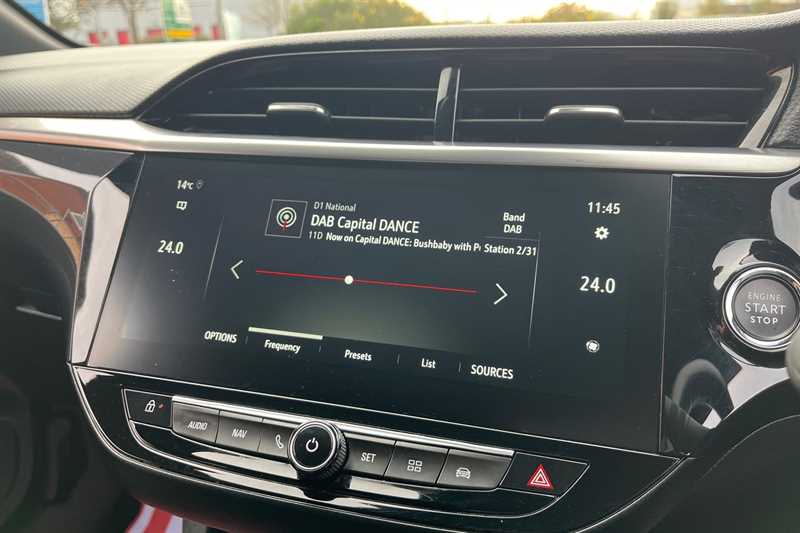 14°C
24.0
D1 National
DAB Capital DANCE
11D Now on Capital DANCE: Bushbaby with
Station 2/31
Band
DAB
11:45
24.0
OPTIONS
Frequency
Presets
List
SOURCES
ENGINE
START
STOP
AUDIO
NAV
SET